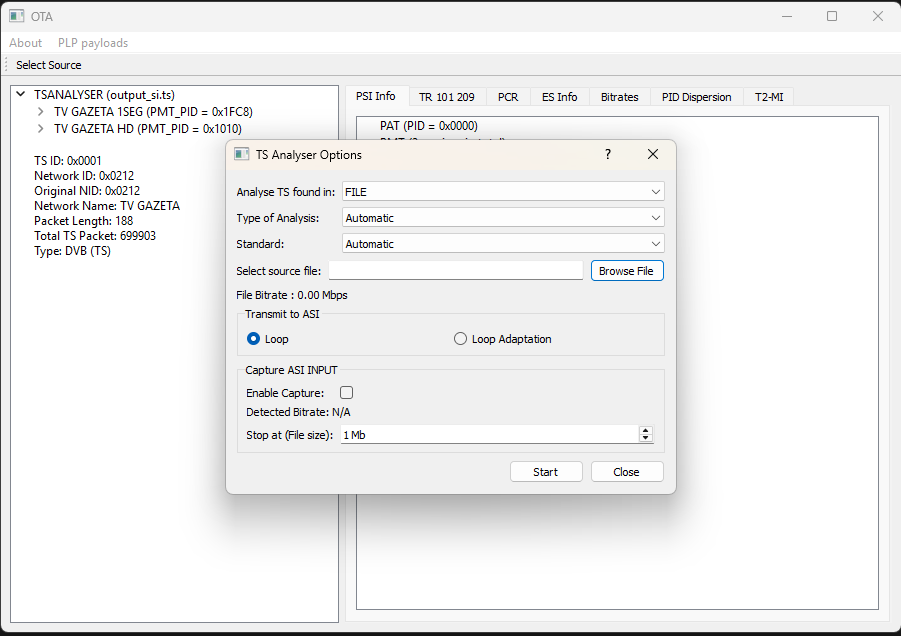 OTA
About PLP payloads
Select Source
TSANALYSER (output_si.ts)
TV GAZETA 1SEG (PMT_PID = 0x1FC8)
TV GAZETA HD (PMT_PID = 0x1010)
TS ID: 0x0001
Network ID: 0x0212
Original NID: 0x0212
Network Name: TV GAZETA
Packet Length: 188
Total TS Packet: 699903
Type: DVB (TS)
PSI Info TR 101 209 PCR ES Info Bitrates PID Dispersion T2-MI
PAT (PID = 0x0000)
TS Analyser Options
?
Analyse TS found in: FILE
Type of Analysis: Automatic
Standard: Automatic
Select source file: Browse File
File Bitrate : 0.00 Mbps
Transmit to ASI
Loop Loop Adaptation
Capture ASI INPUT
Enable Capture:
Detected Bitrate: N/A
Stop at (File size): 1 Mb
Start Close